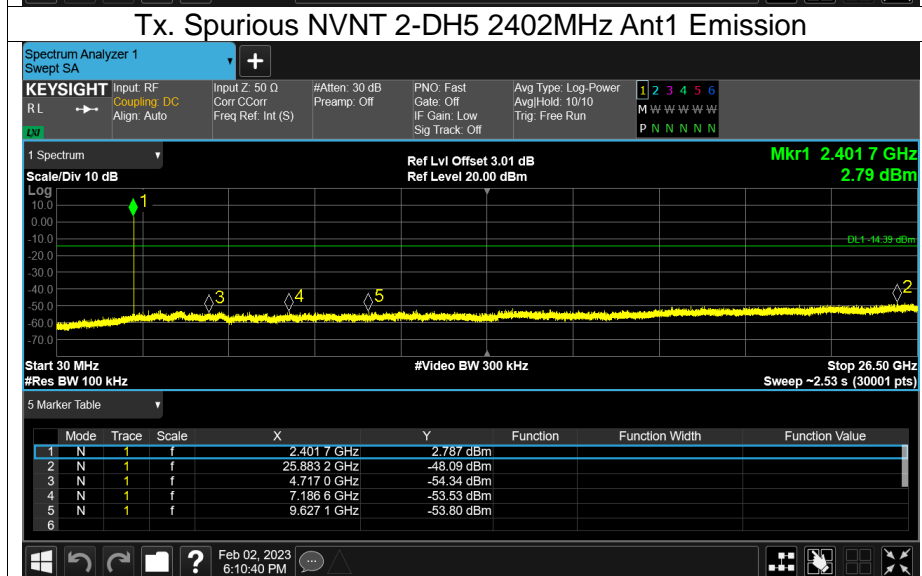 Tx. Spurious NVNT 2-DH5 2402MHz Ant1 Emission
Spectrum Analyzer 1
Swept SA
+
KEYSIGHT Input: RF Input Z: 50 Ω #Atten: 30 dB PNO: Fast Avg Type: Log-Power 1 2 3 4 5 6
RL Coupling: DC Corr CCorr Preamp: Off Gate: Off Avg|Hold: 10/10 M W W W W W
Align: Auto Freq Ref: Int (S) IF Gain: Low Trig: Free Run
LXI Sig Track: Off P N N N N N
1 Spectrum Ref Lvl Offset 3.01 dB Mkr1 2.401 7 GHz
Scale/Div 10 dB Ref Level 20.00 dBm 2.79 dBm
Log
10.0 1
0.00
-10.0 DL1 -14.39 dBm
-20.0
-30.0
-40.0 2
-50.0 3 4 5
-60.0
-70.0
Start 30 MHz #Video BW 300 kHz Stop 26.50 GHz
#Res BW 100 kHz Sweep ~2.53 s (30001 pts)
5 Marker Table
Mode Trace Scale X Y Function Function Width Function Value
1 N 1 f 2.401 7 GHz 2.787 dBm
2 N 1 f 25.883 2 GHz -48.09 dBm
3 N 1 f 4.717 0 GHz -54.34 dBm
4 N 1 f 7.186 6 GHz -53.53 dBm
5 N 1 f 9.627 1 GHz -53.80 dBm
6
? Feb 02, 2023
6:10:40 PM